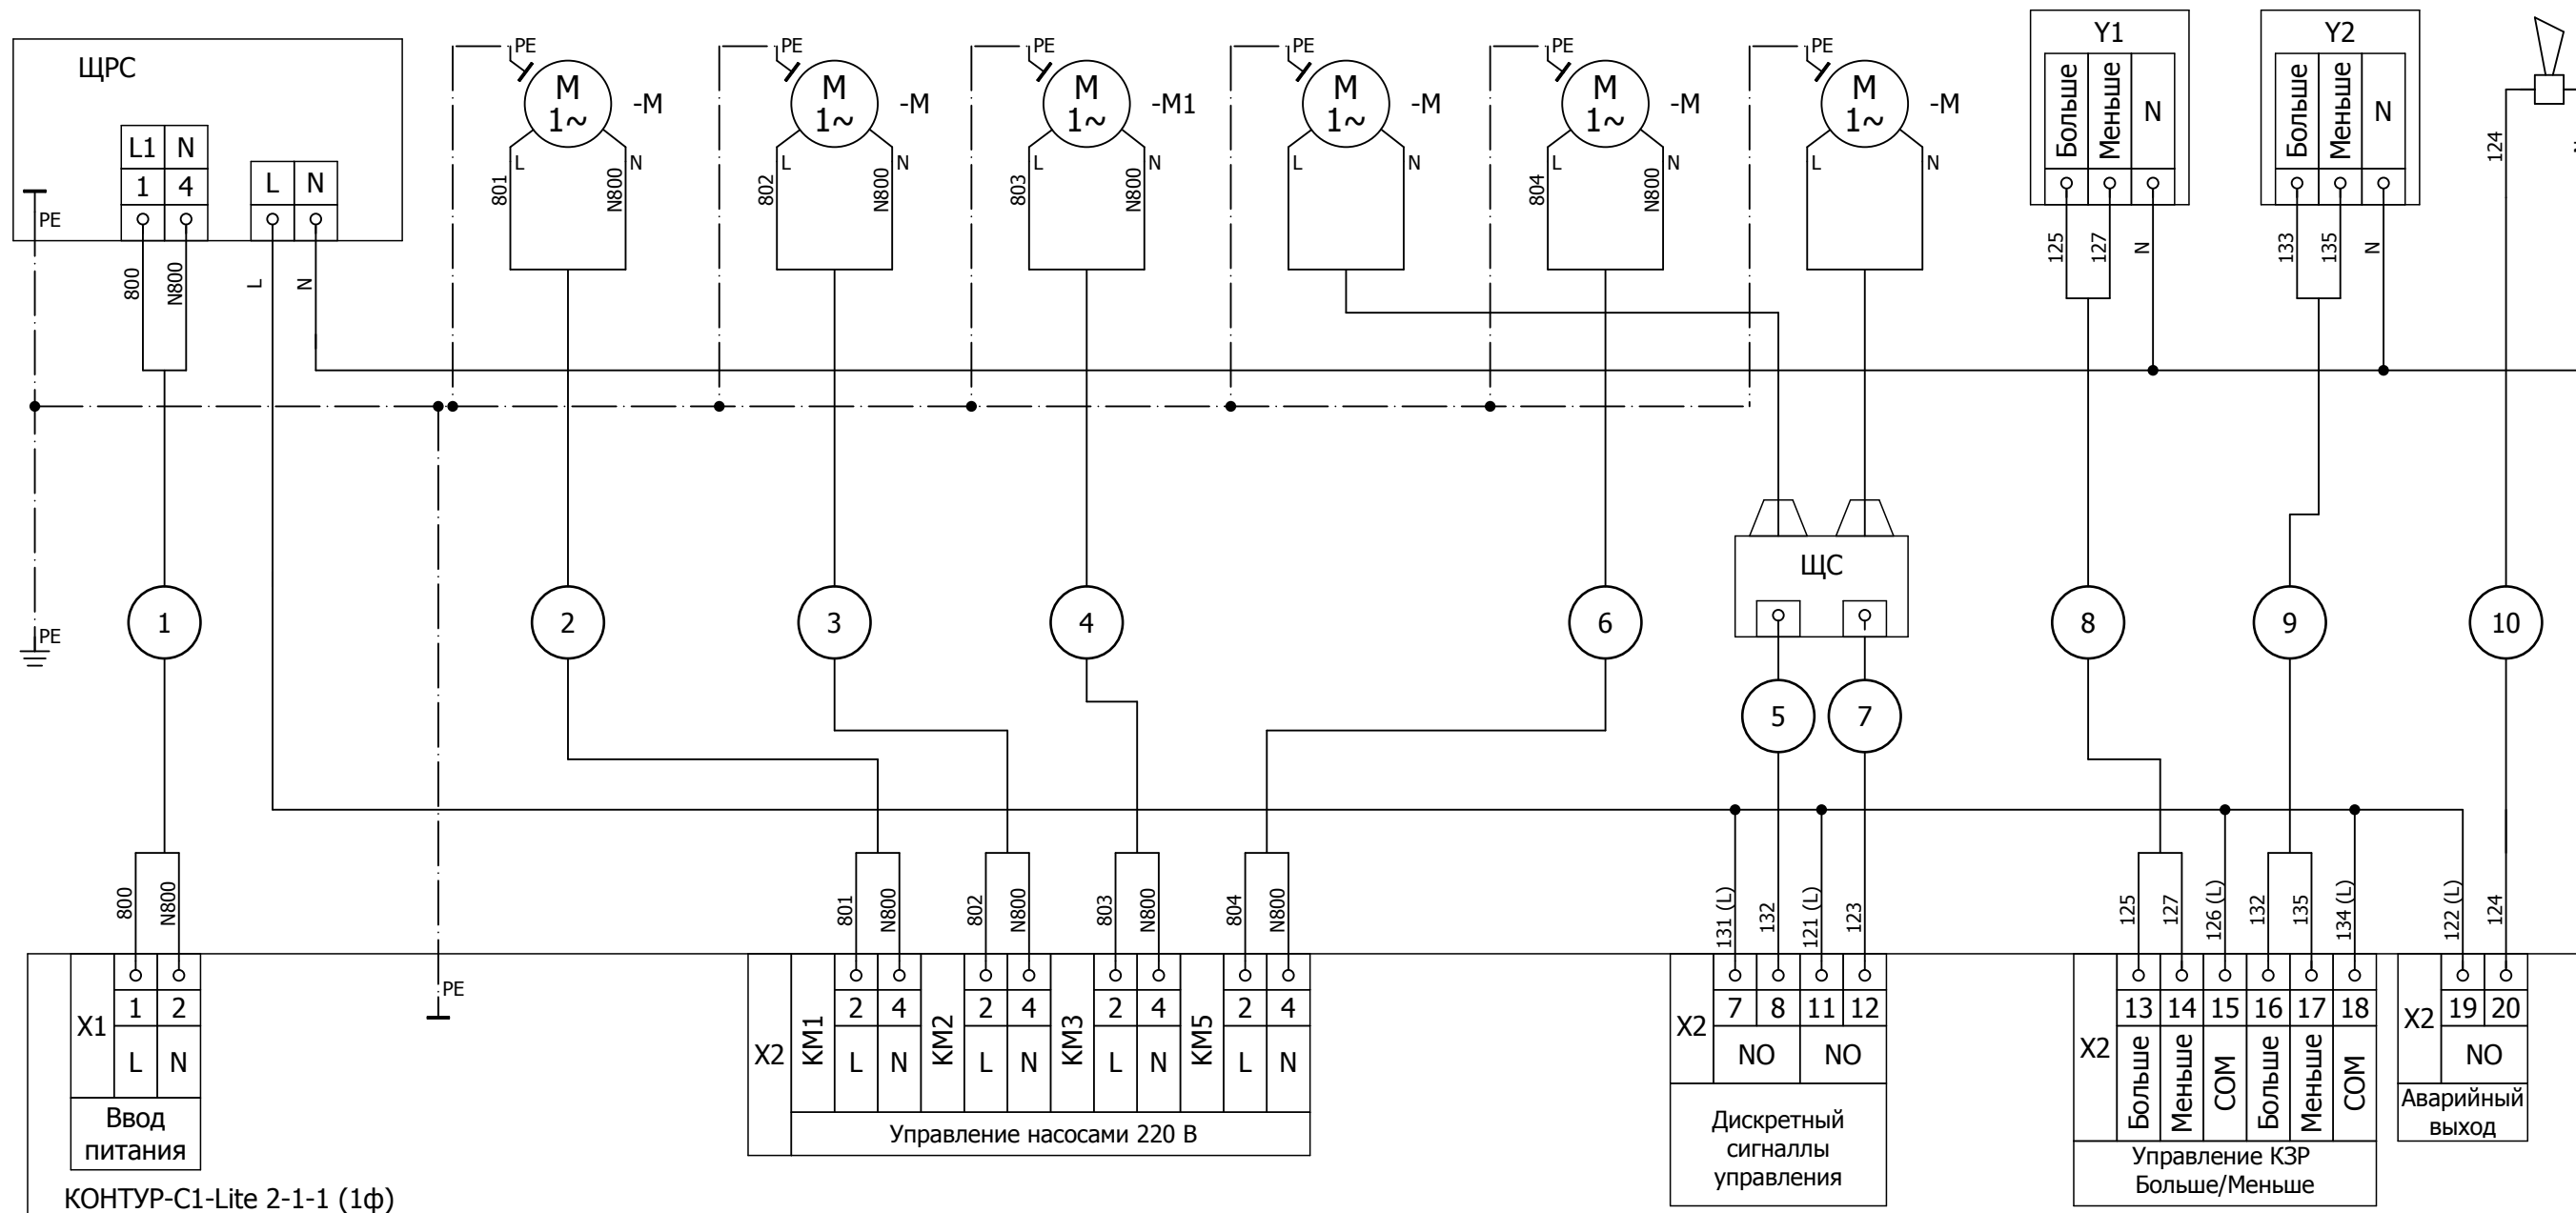 ЩРС
L1 N
1 4
L N
PE
800
N800
L
N
PE
M
1~
-M
L
N
801
N800
PE
M
1~
-M
L
N
802
N800
PE
M
1~
-M1
L
N
803
N800
PE
M
1~
-M
L
N
PE
M
1~
-M
L
N
804
N800
PE
M
1~
-M
L
N
Y1
Больше
Меньше
N
125
127
N
Y2
Больше
Меньше
N
133
135
N
124
ЩС
PE
1
2
3
4
6
5
7
8
9
10
800
N800
801
N800
802
N800
803
N800
804
N800
131 (L)
132
121 (L)
123
125
127
126 (L)
132
135
134 (L)
122 (L)
124
PE
X1
1 2
L N
Ввод
питания
X2
KM1
2 4
L N
KM2
2 4
L N
KM3
2 4
L N
KM5
2 4
L N
Управление насосами 220 В
X2
7 8 11 12
NO NO
Дискретный
сигналлы
управления
X2
13 14 15 16 17 18
Больше
Меньше
COM
Больше
Меньше
COM
Управление КЗР
Больше/Меньше
X2
19 20
NO
Аварийный
выход
КОНТУР-С1-Lite 2-1-1 (1ф)